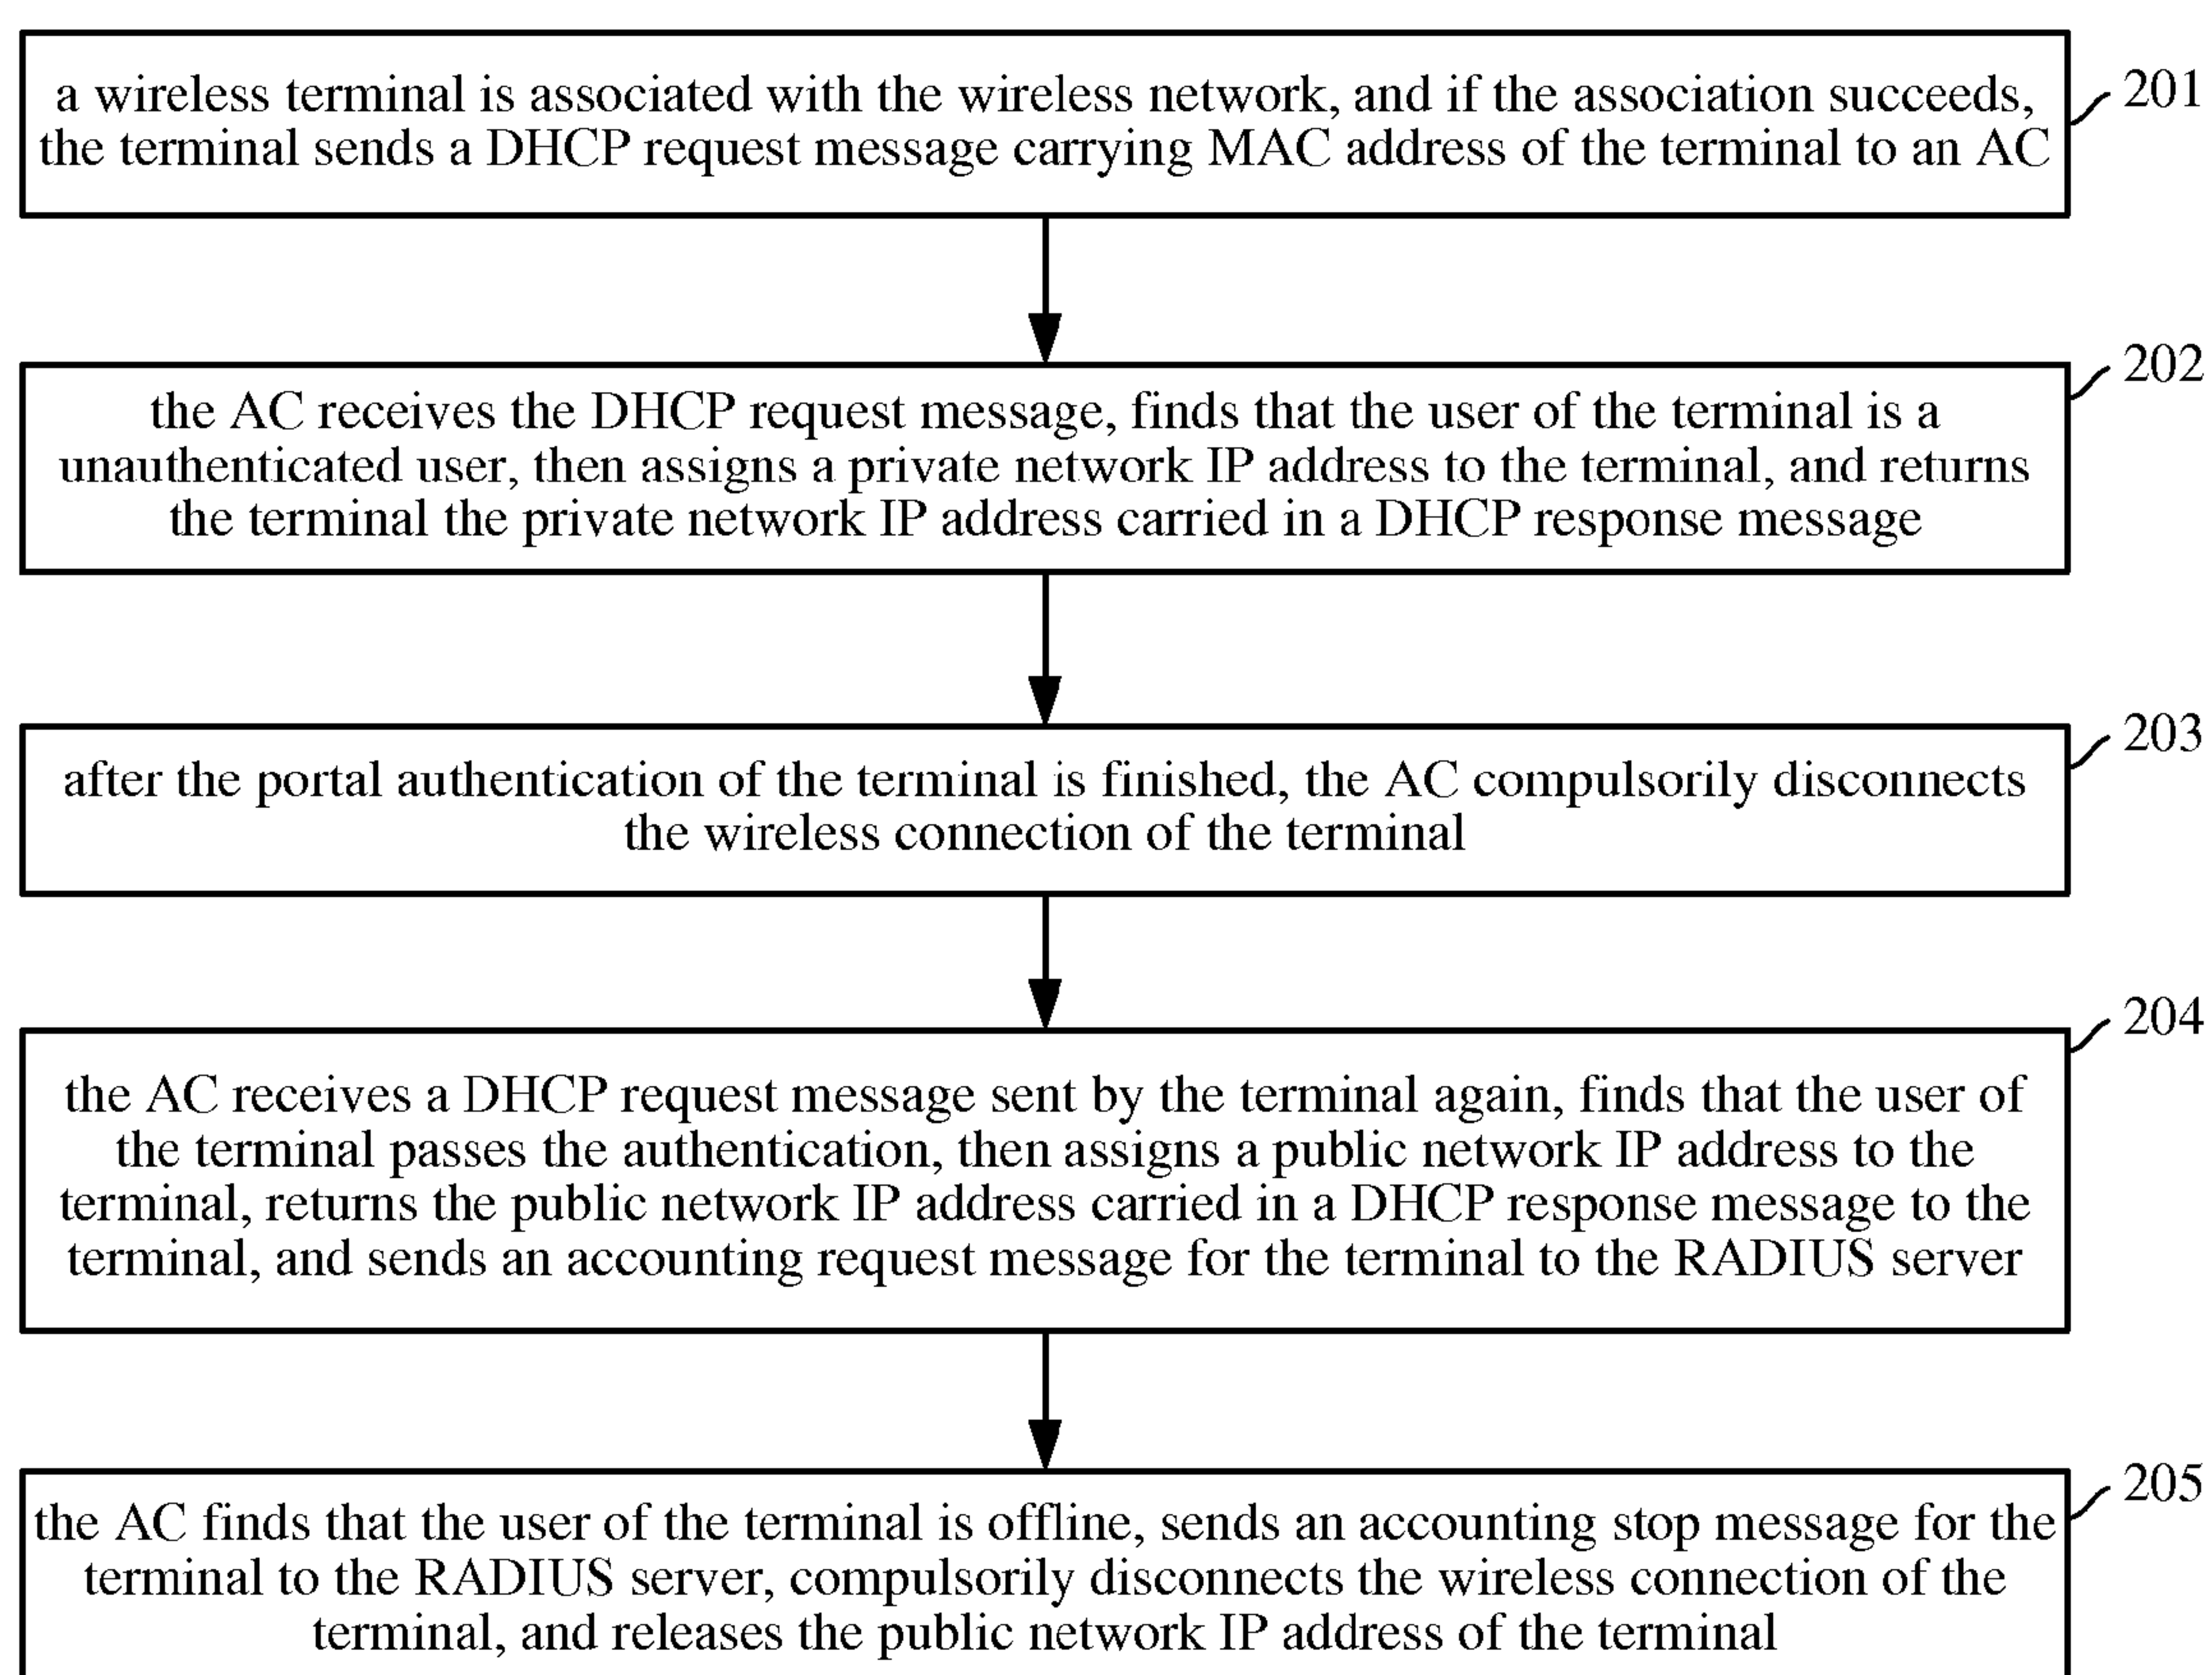 a wireless terminal is associated with the wireless network, and if the association succeeds,
the terminal sends a DHCP request message carrying MAC address of the terminal to an AC
201
the AC receives the DHCP request message, finds that the user of the terminal is a
unauthenticated user, then assigns a private network IP address to the terminal, and returns
the terminal the private network IP address carried in a DHCP response message
202
after the portal authentication of the terminal is finished, the AC compulsorily disconnects
the wireless connection of the terminal
203
the AC receives a DHCP request message sent by the terminal again, finds that the user of
the terminal passes the authentication, then assigns a public network IP address to the
terminal, returns the public network IP address carried in a DHCP response message to the
terminal, and sends an accounting request message for the terminal to the RADIUS server
204
the AC finds that the user of the terminal is offline, sends an accounting stop message for the
terminal to the RADIUS server, compulsorily disconnects the wireless connection of the
terminal, and releases the public network IP address of the terminal
205